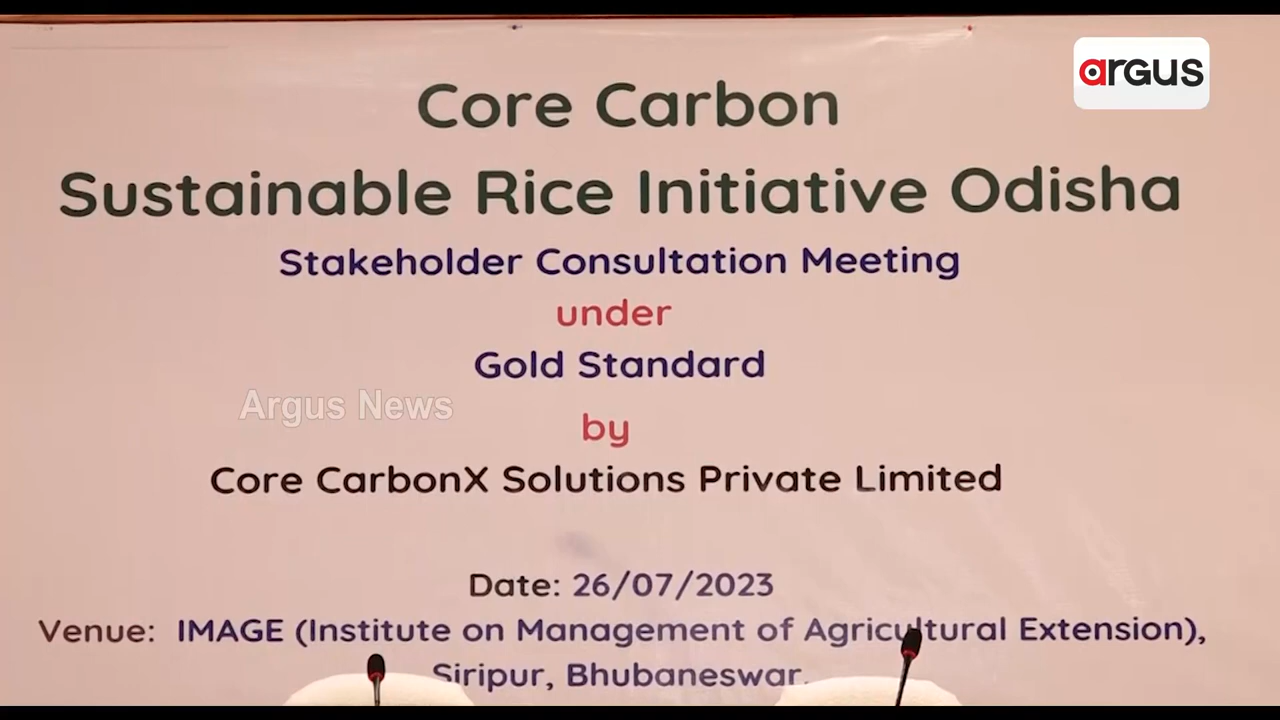 argus
Core Carbon
Sustainable Rice Initiative Odisha
Stakeholder Consultation Meeting
under
Gold Standard
Argus News
by
Core CarbonX Solutions Private Limited
Date: 26/07/2023
Venue: IMAGE (Institute on Management of Agricultural Extension),
Siripur, Bhubaneswar.